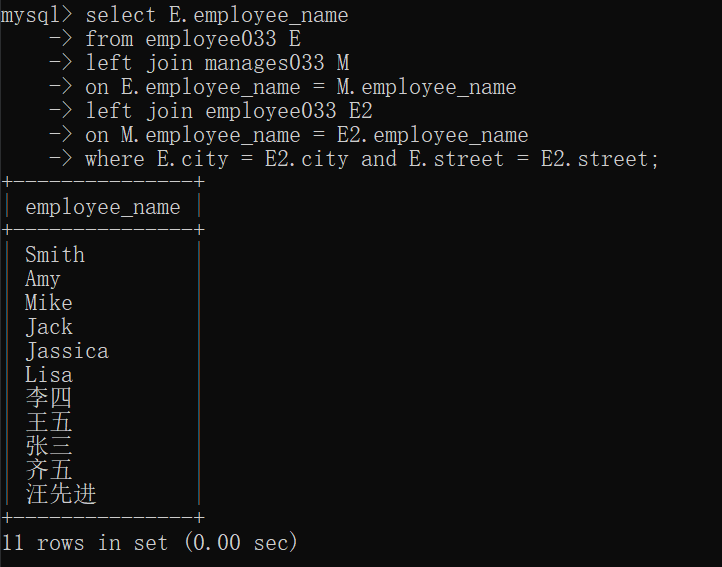 mysql> select E.employee_name
    -> from employee033 E
    -> left join manages033 M
    -> on E.employee_name = M.employee_name
    -> left join employee033 E2
    -> on M.employee_name = E2.employee_name
    -> where E.city = E2.city and E.street = E2.street;
+---------------+
| employee_name |
+---------------+
| Smith         |
| Amy           |
| Mike          |
| Jack          |
| Jassica       |
| Lisa          |
| 李四          |
| 王五          |
| 张三          |
| 齐五          |
| 汪先进        |
+---------------+
11 rows in set (0.00 sec)